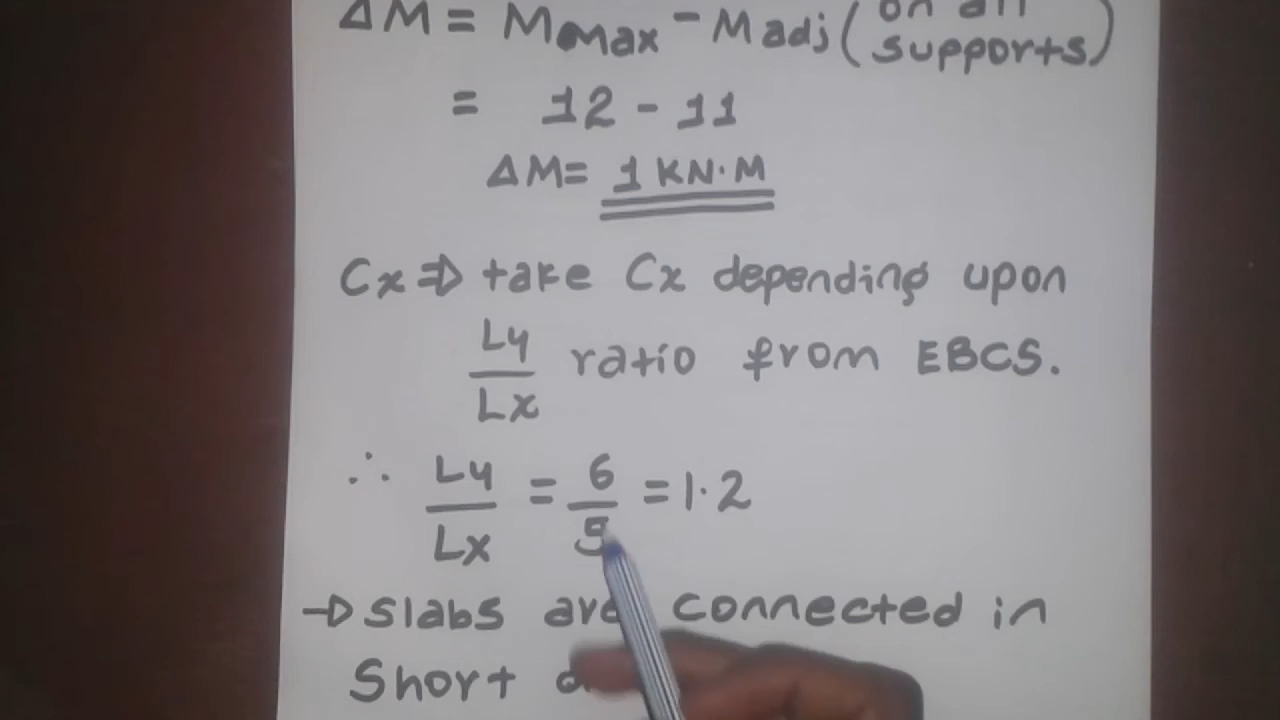 ΔM = Mmax - Madj (on all supports)
= 12 - 11
ΔM = 1 KN·M
Cx ⇒ take Cx depending upon
Ly/Lx ratio from EBCS.
∴ Ly/Lx = 6/5 = 1.2
→ Slabs are connected in
Short